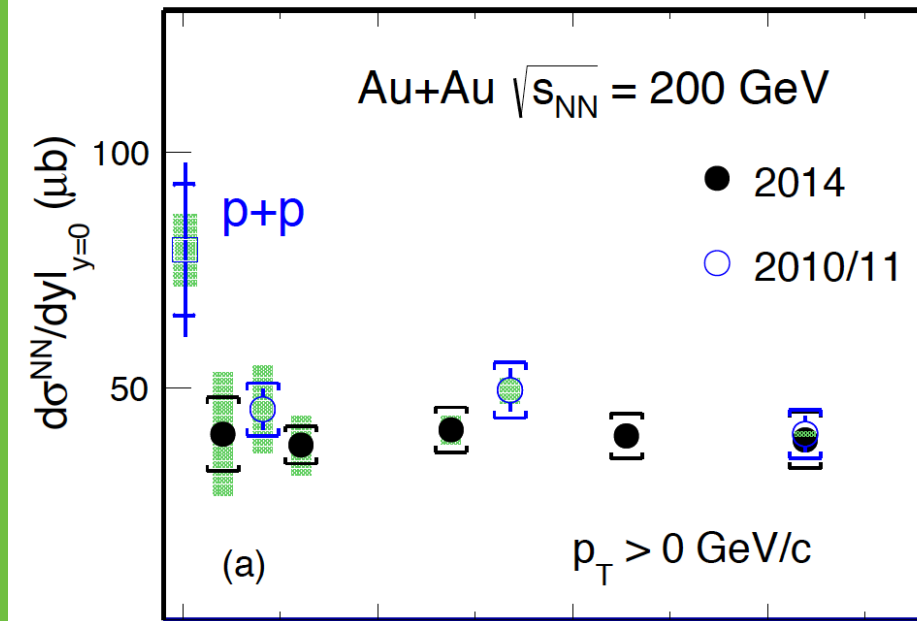 Au+Au √sNN = 200 GeV
dσNN/dy|y=0 (μb)
100
2014
p+p
2010/11
50
(a)
pT > 0 GeV/c